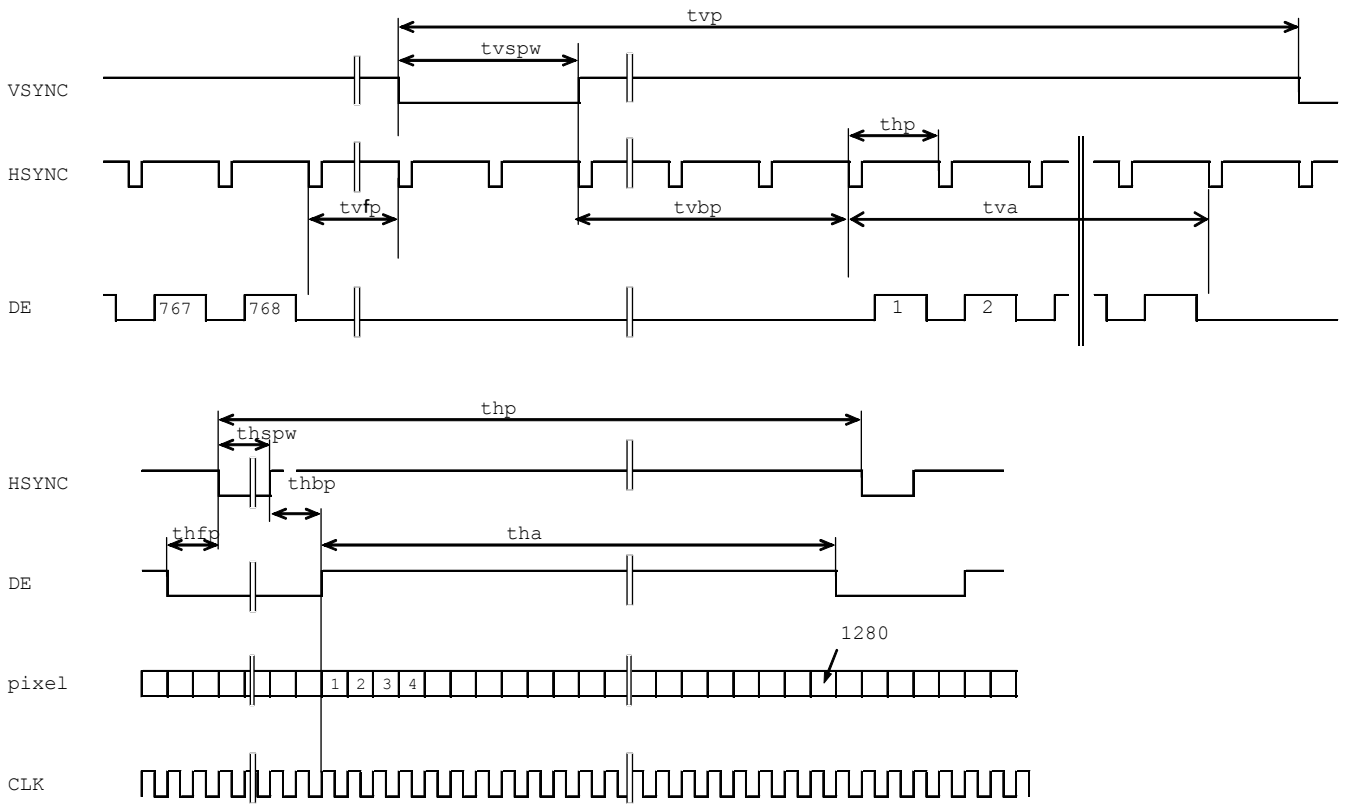 tvp
tvspw
VSYNC
thp
HSYNC
tvfp
tvbp
tva
DE
767
768
1
2
thp
thspw
HSYNC
thbp
thfp
tha
DE
1280
pixel
1
2
3
4
CLK